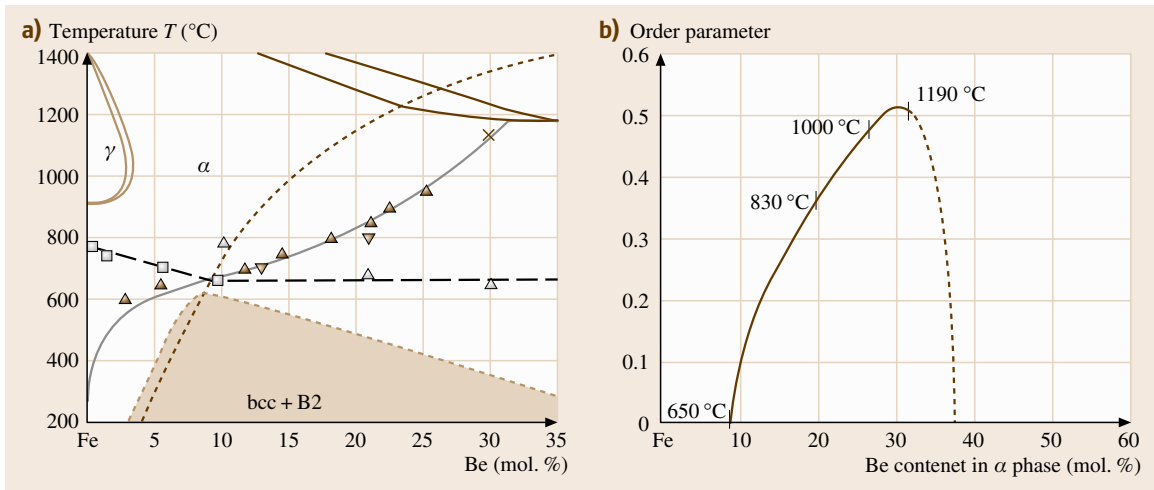 a) Temperature T (°C)
1400
1200
1000
800
600
400
200
γ
α
bcc + B2
Fe 5 10 15 20 25 30 35
Be (mol. %)
b) Order parameter
0.6
0.5
0.4
0.3
0.2
0.1
0
1190 °C
1000 °C
830 °C
650 °C
Fe 10 20 30 40 50 60
Be contenet in α phase (mol. %)